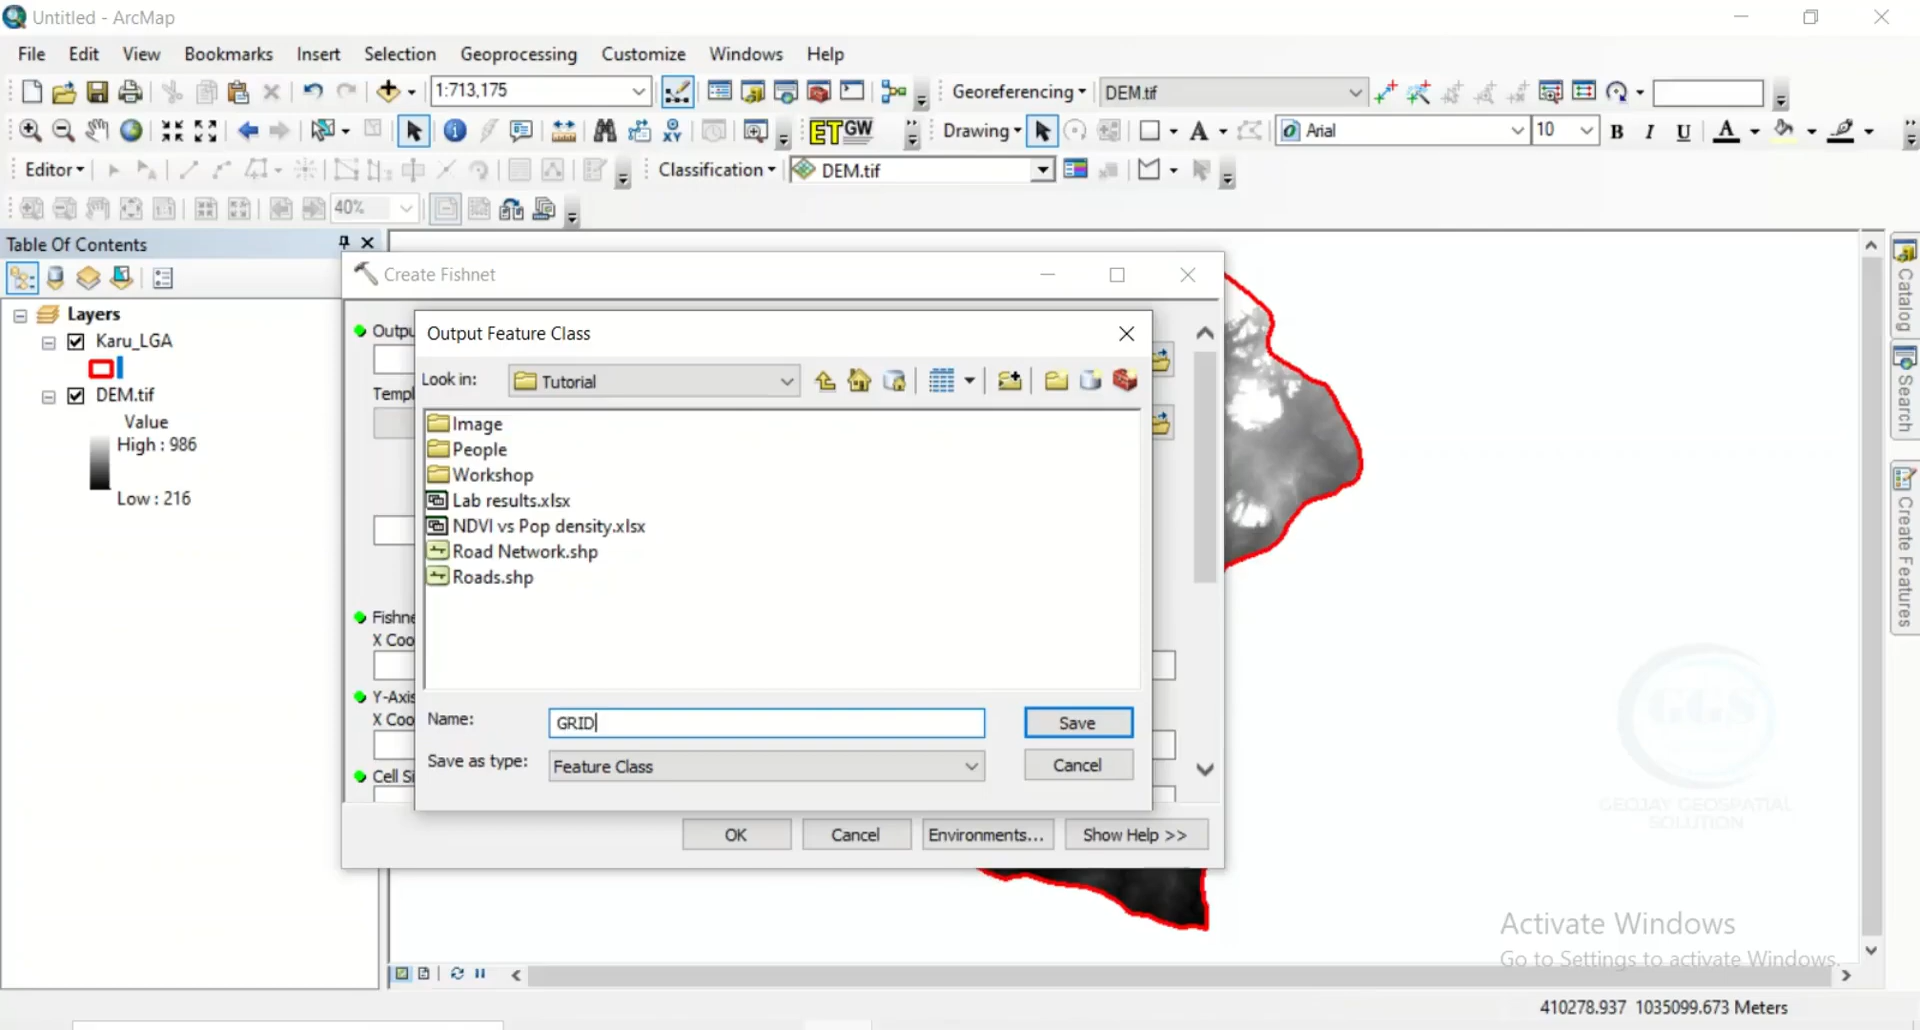 Untitled - ArcMap
File Edit View Bookmarks Insert Selection Geoprocessing Customize Windows Help
1:713,175 Georeferencing DEM.tif
ETGW Drawing A Arial 10 B I U A
Editor Classification DEM.tif
40%
Table Of Contents
Layers
Karu_LGA
DEM.tif
Value
High : 986
Low : 216
Create Fishnet
Outpu
Templ
Fishne
X Coo
Y-Axis
X Coo
Cell Si
OK Cancel Environments... Show Help >>
Output Feature Class
Look in: Tutorial
Image
People
Workshop
Lab results.xlsx
NDVI vs Pop density.xlsx
Road Network.shp
Roads.shp
Name: GRID Save
Save as type: Feature Class Cancel
Catalog
Search
Create Features
GGS
GEOJAY GEOSPATIAL
SOLUTION
Activate Windows
Go to Settings to activate Windows.
410278.937 1035099.673 Meters